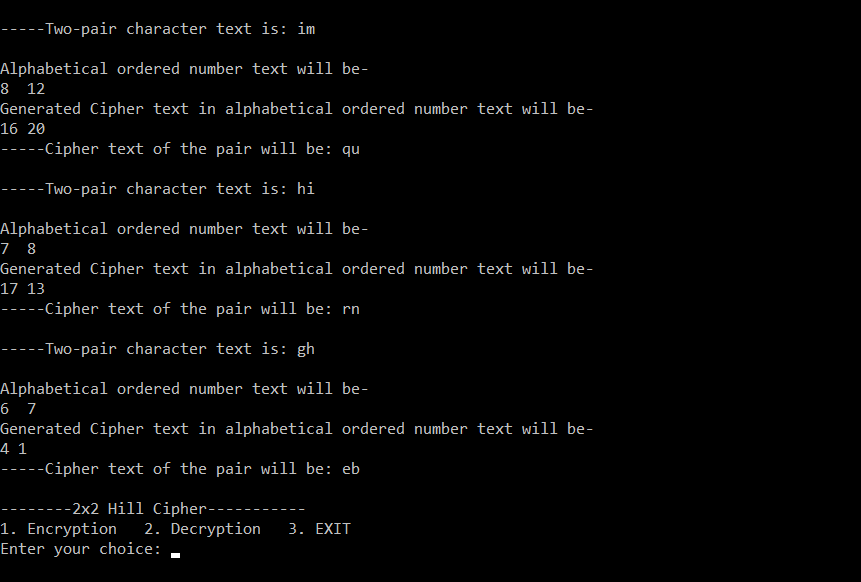 -----Two-pair character text is: im
Alphabetical ordered number text will be-
8  12
Generated Cipher text in alphabetical ordered number text will be-
16 20
-----Cipher text of the pair will be: qu
-----Two-pair character text is: hi
Alphabetical ordered number text will be-
7  8
Generated Cipher text in alphabetical ordered number text will be-
17 13
-----Cipher text of the pair will be: rn
-----Two-pair character text is: gh
Alphabetical ordered number text will be-
6  7
Generated Cipher text in alphabetical ordered number text will be-
4 1
-----Cipher text of the pair will be: eb
--------2x2 Hill Cipher-----------
1. Encryption   2. Decryption   3. EXIT
Enter your choice: